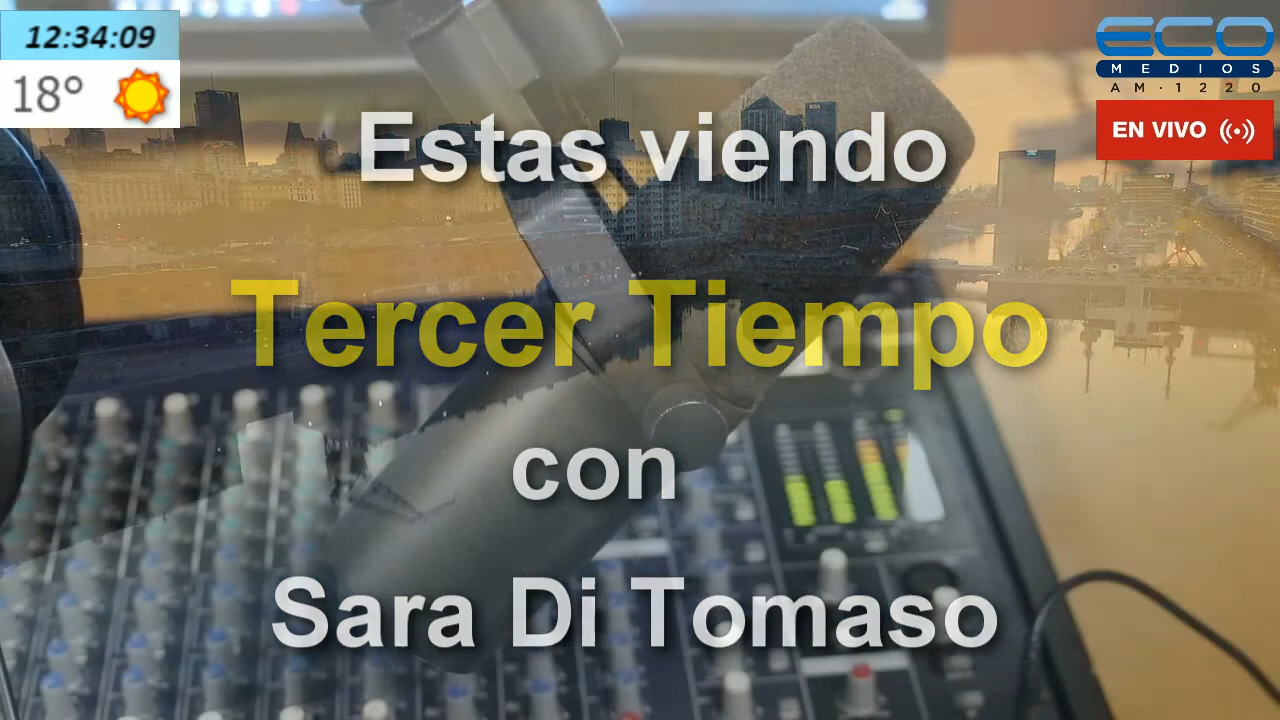 12:34:09
18°
ECO
MEDIOS
AM·1220
EN VIVO
Estas viendo
Tercer Tiempo
con
Sara Di Tomaso